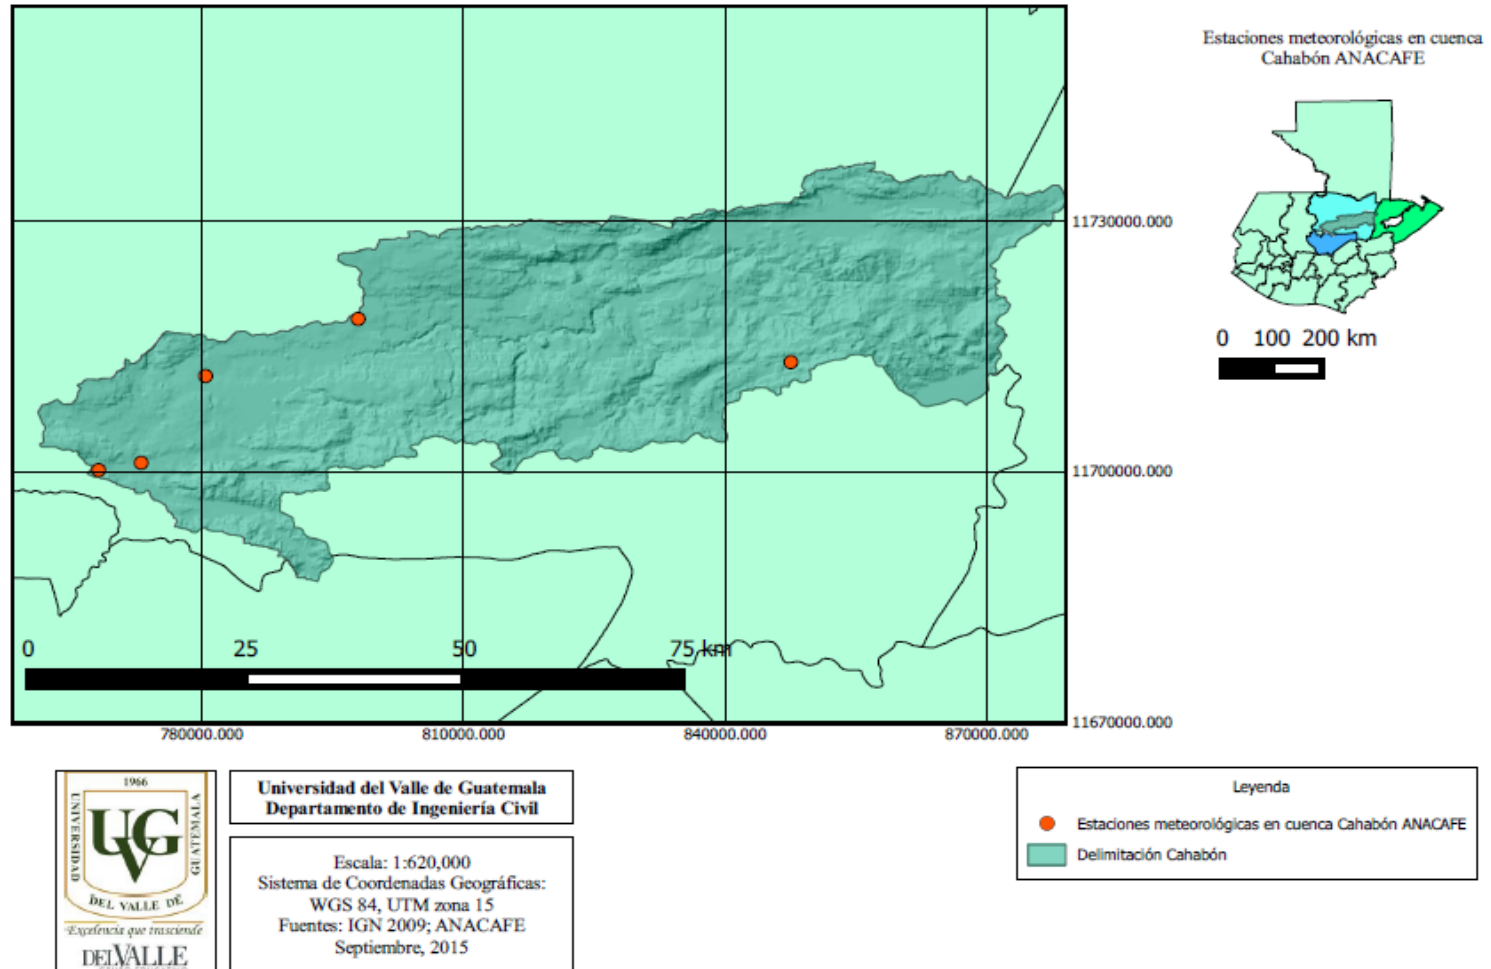 Estaciones meteorológicas en cuenca
Cahabón ANACAFE
0 100 200 km
11730000.000
11700000.000
11670000.000
0 25 50 75 km
780000.000 810000.000 840000.000 870000.000
1966
UNIVERSIDAD
UVG
GUATEMALA
DEL VALLE DE
Excelencia que trasciende
DELVALLE
Universidad del Valle de Guatemala
Departamento de Ingeniería Civil
Escala: 1:620,000
Sistema de Coordenadas Geográficas:
WGS 84, UTM zona 15
Fuentes: IGN 2009; ANACAFE
Septiembre, 2015
Leyenda
Estaciones meteorológicas en cuenca Cahabón ANACAFE
Delimitación Cahabón